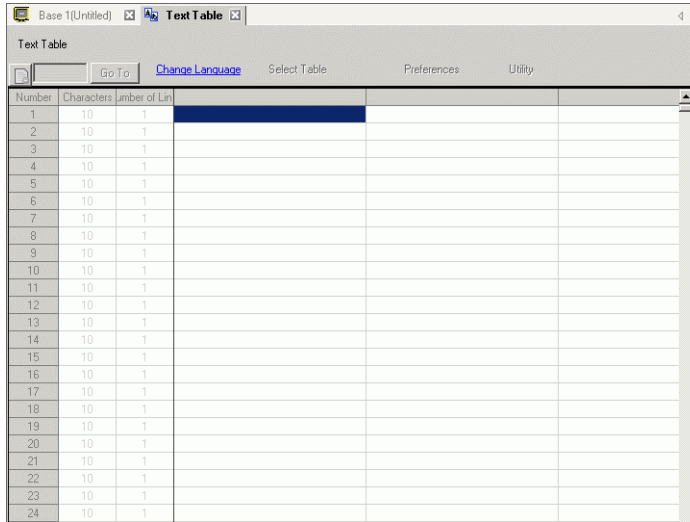 Base 1(Untitled) Text Table
Text Table
Go To Change Language Select Table Preferences Utility
Number Characters umber of Lin
1 10 1
2 10 1
3 10 1
4 10 1
5 10 1
6 10 1
7 10 1
8 10 1
9 10 1
10 10 1
11 10 1
12 10 1
13 10 1
14 10 1
15 10 1
16 10 1
17 10 1
18 10 1
19 10 1
20 10 1
21 10 1
22 10 1
23 10 1
24 10 1